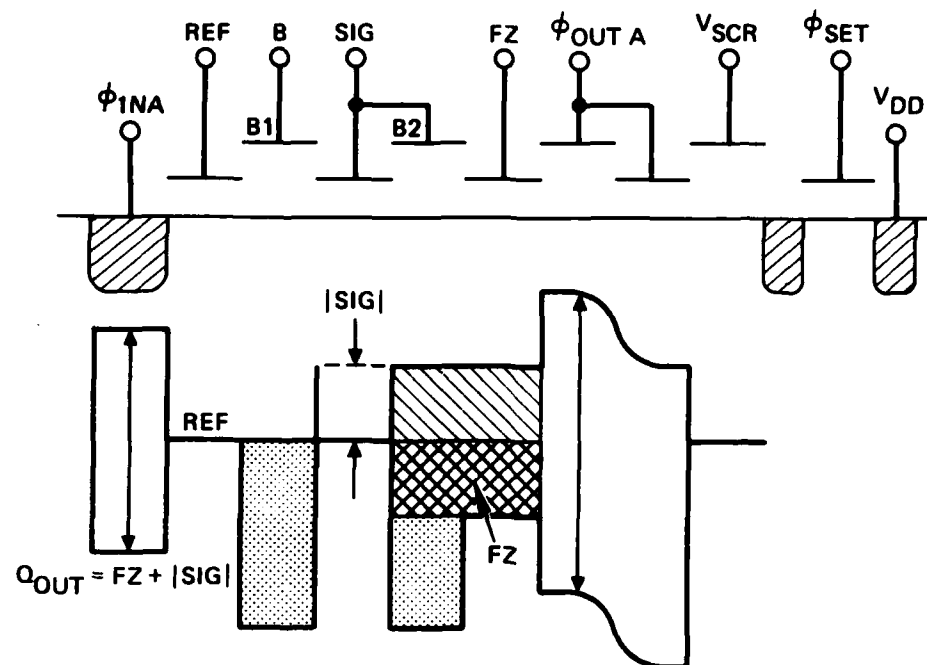 REF B SIG FZ ϕOUT A VSCR ϕSET
ϕ1NA B1 B2 VDD
|SIG|
REF
FZ
QOUT = FZ + |SIG|